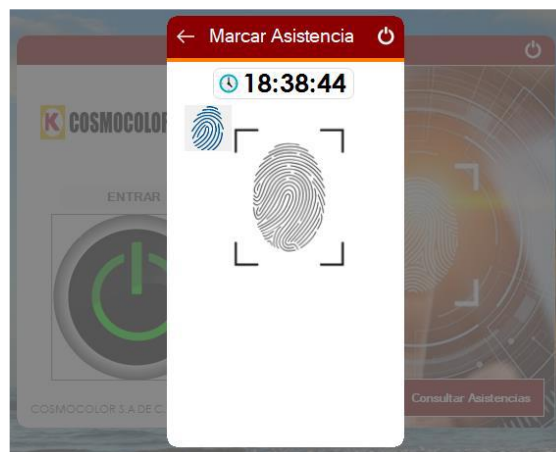 Marcar Asistencia
18:38:44
K COSMOCOLOR
ENTRAR
COSMOCOLOR S.A DE C.
Consultar Asistencias